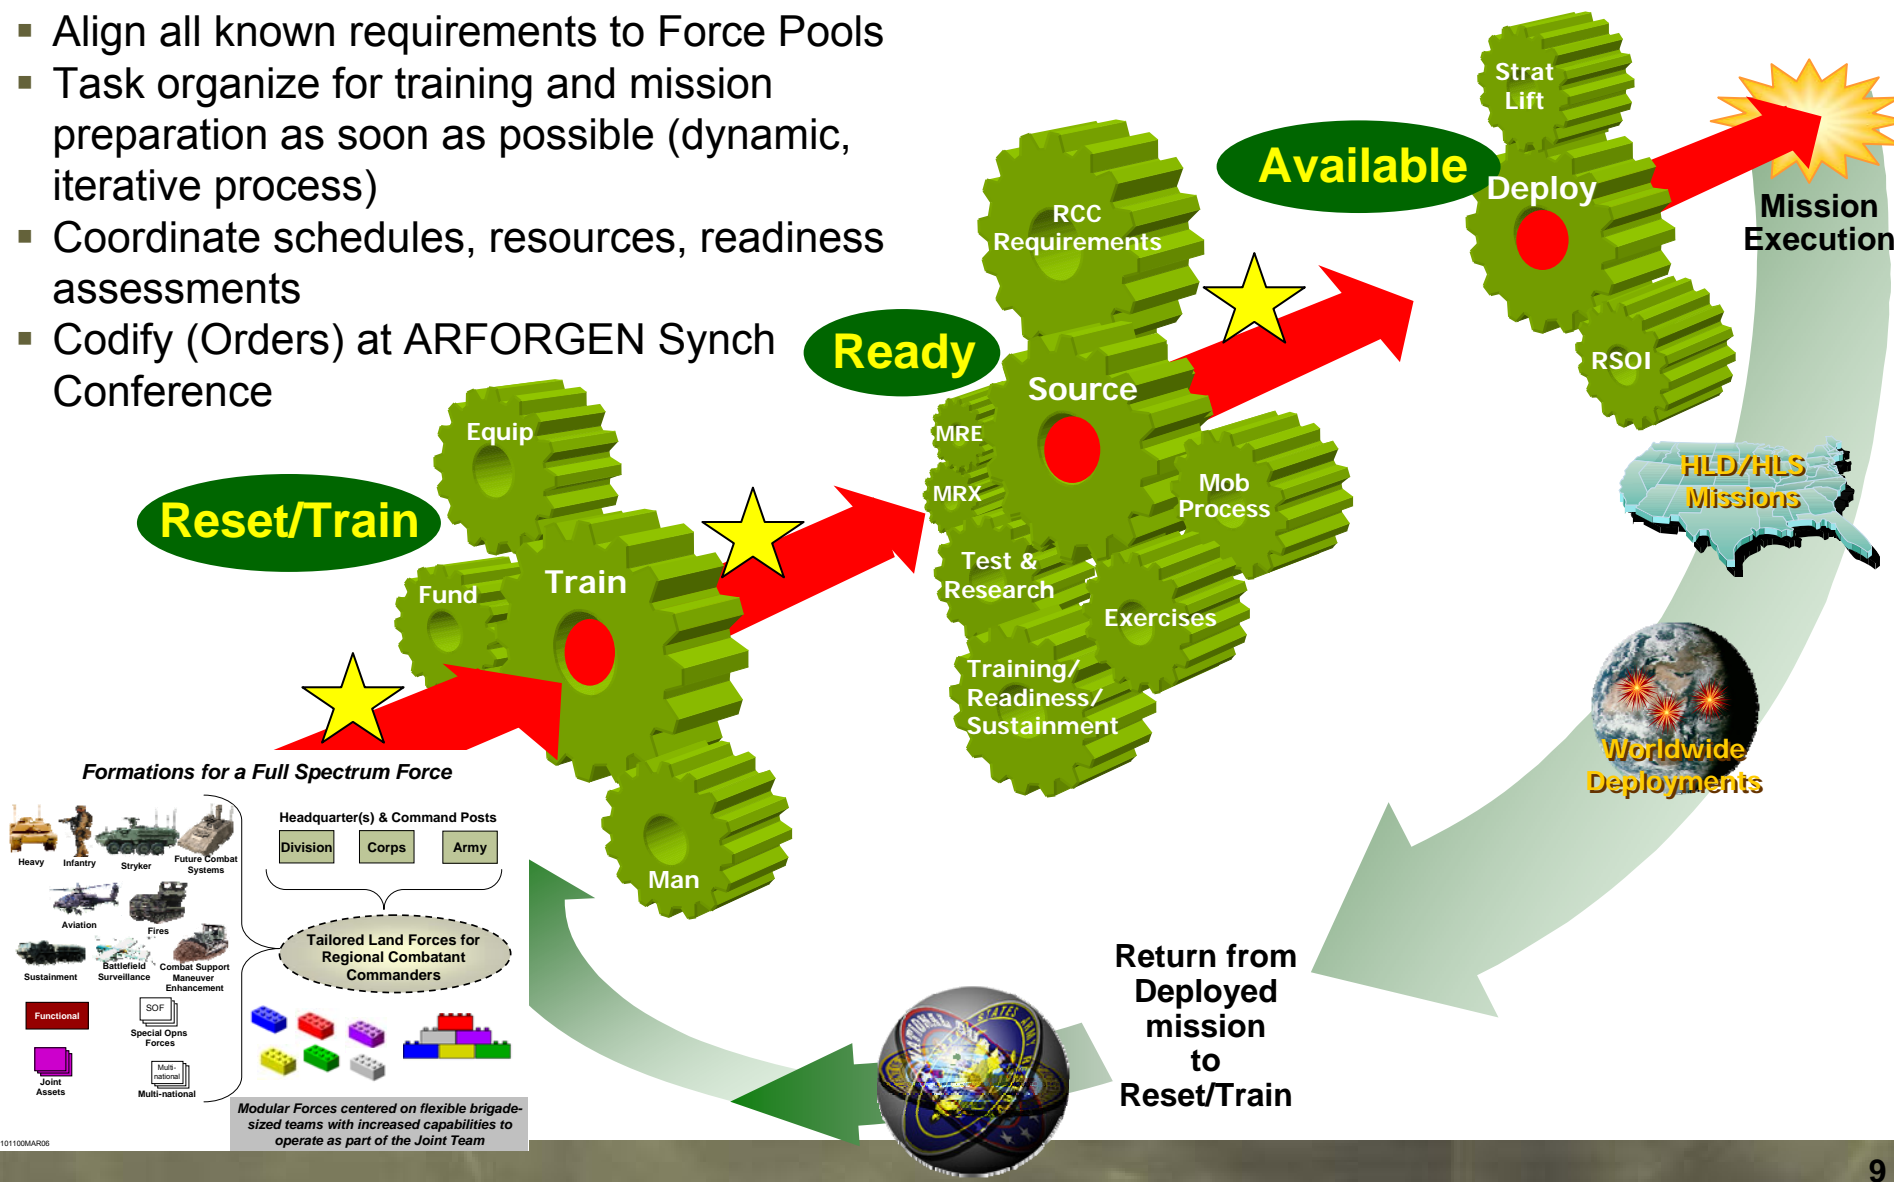 ▪ Align all known requirements to Force Pools
▪ Task organize for training and mission
preparation as soon as possible (dynamic,
iterative process)
▪ Coordinate schedules, resources, readiness
assessments
▪ Codify (Orders) at ARFORGEN Synch
Conference
Strat
Lift
Available
Deploy
Mission
Execution
RCC
Requirements
RSOI
Ready
Source
MRE
MRX
Mob
Process
Test &
Research
Exercises
Training/
Readiness/
Sustainment
Equip
Reset/Train
Fund
Train
Man
HLD/HLS
Missions
Worldwide
Deployments
Return from
Deployed
mission
to
Reset/Train
Formations for a Full Spectrum Force
Heavy
Infantry
Stryker
Future Combat
Systems
Aviation
Fires
Sustainment
Battlefield
Surveillance
Combat Support
Maneuver
Enhancement
Functional
SOF
Special Opns
Forces
Joint
Assets
Multi-
national
Multi-national
Headquarter(s) & Command Posts
Division
Corps
Army
Tailored Land Forces for
Regional Combatant
Commanders
Modular Forces centered on flexible brigade-
sized teams with increased capabilities to
operate as part of the Joint Team
101100MAR06
STATES ARMY
9